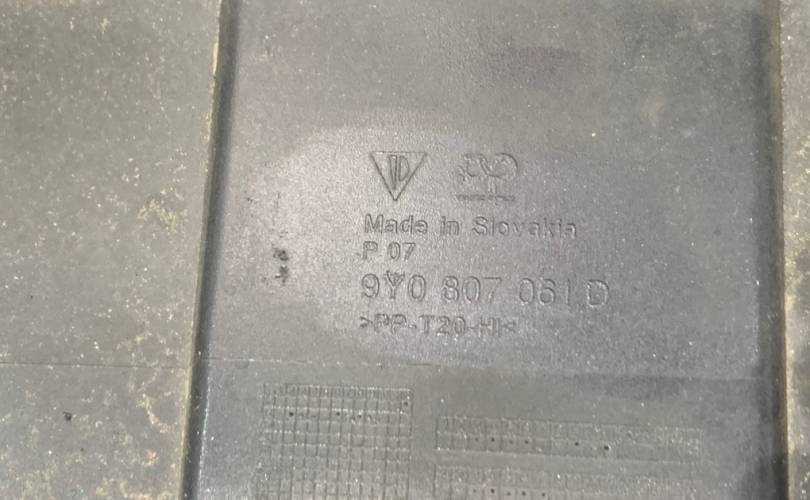 Made in Slovakia
P 07
9Y0 807 061 D
>PP-T20-HI<